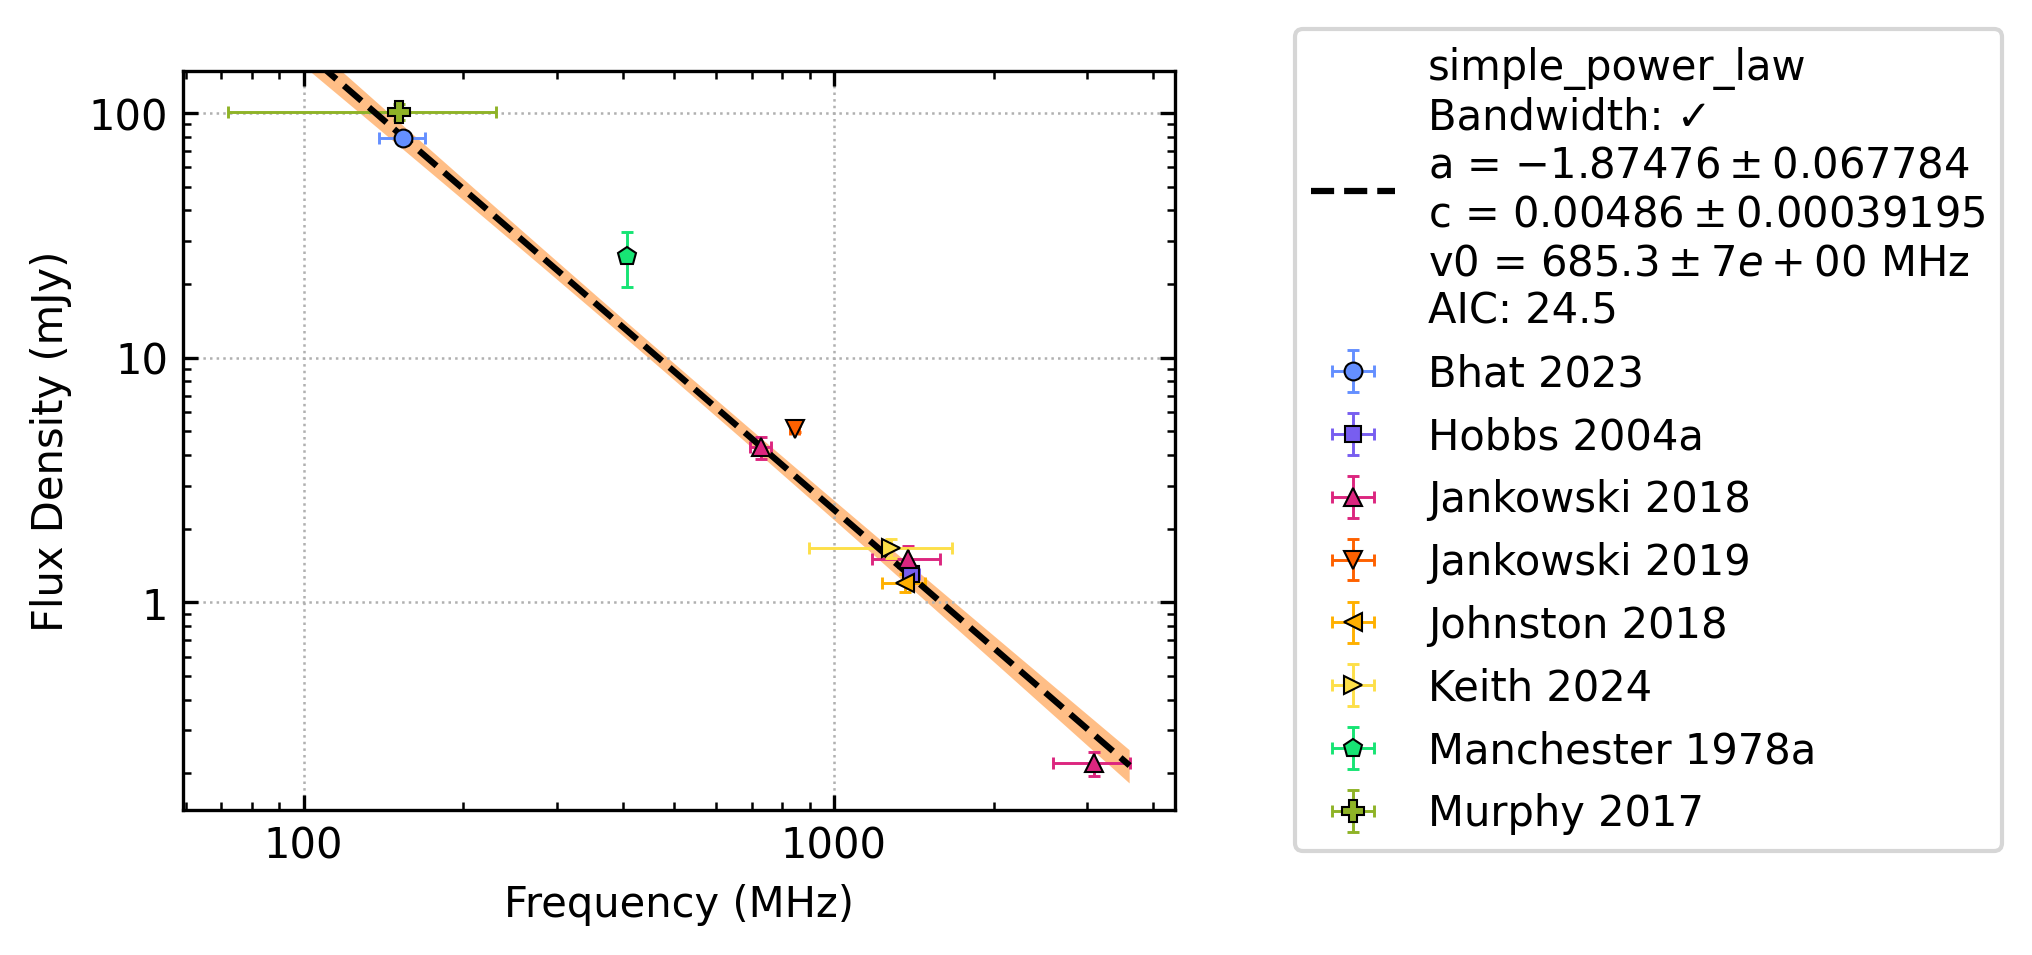 100
10
1
100
1000
Flux Density (mJy)
Frequency (MHz)
simple_power_law
Bandwidth: ✓
a = −1.87476 ± 0.067784
c = 0.00486 ± 0.00039195
v0 = 685.3 ± 7e + 00 MHz
AIC: 24.5
Bhat 2023
Hobbs 2004a
Jankowski 2018
Jankowski 2019
Johnston 2018
Keith 2024
Manchester 1978a
Murphy 2017